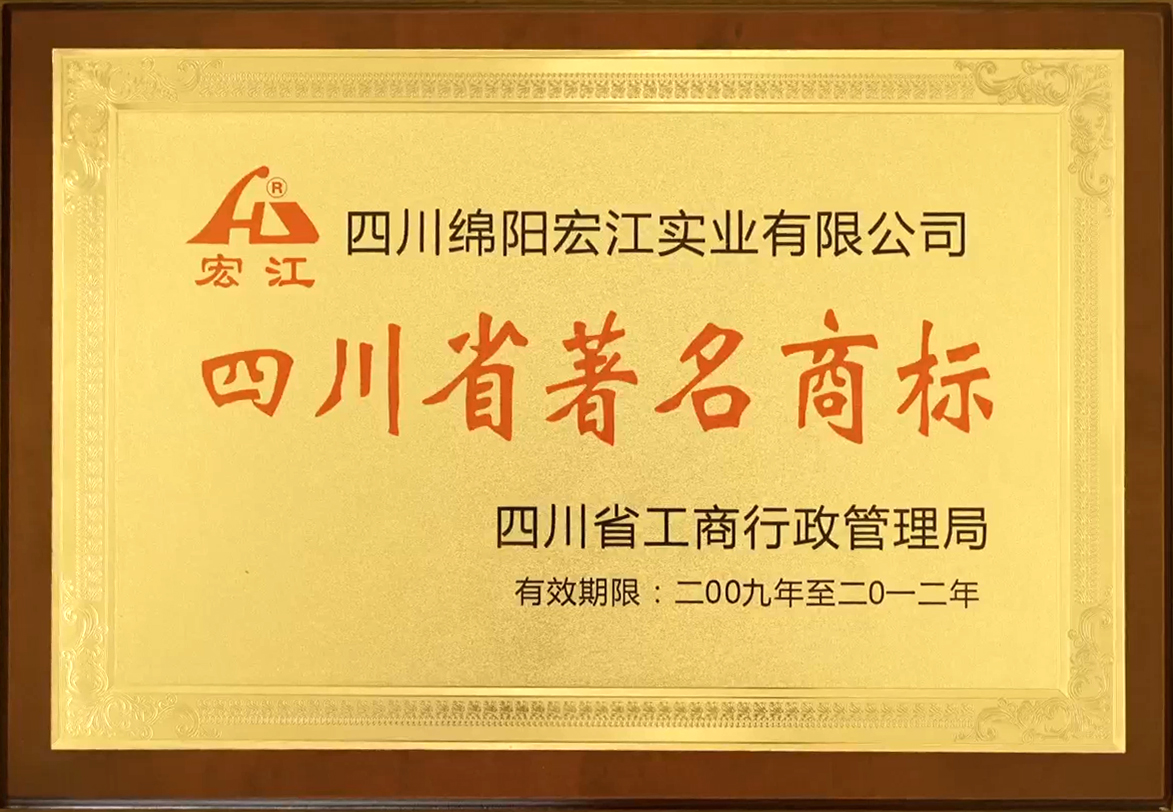 ®
宏江
四川绵阳宏江实业有限公司
四川省著名商标
四川省工商行政管理局
有效期限：二00九年至二0一二年